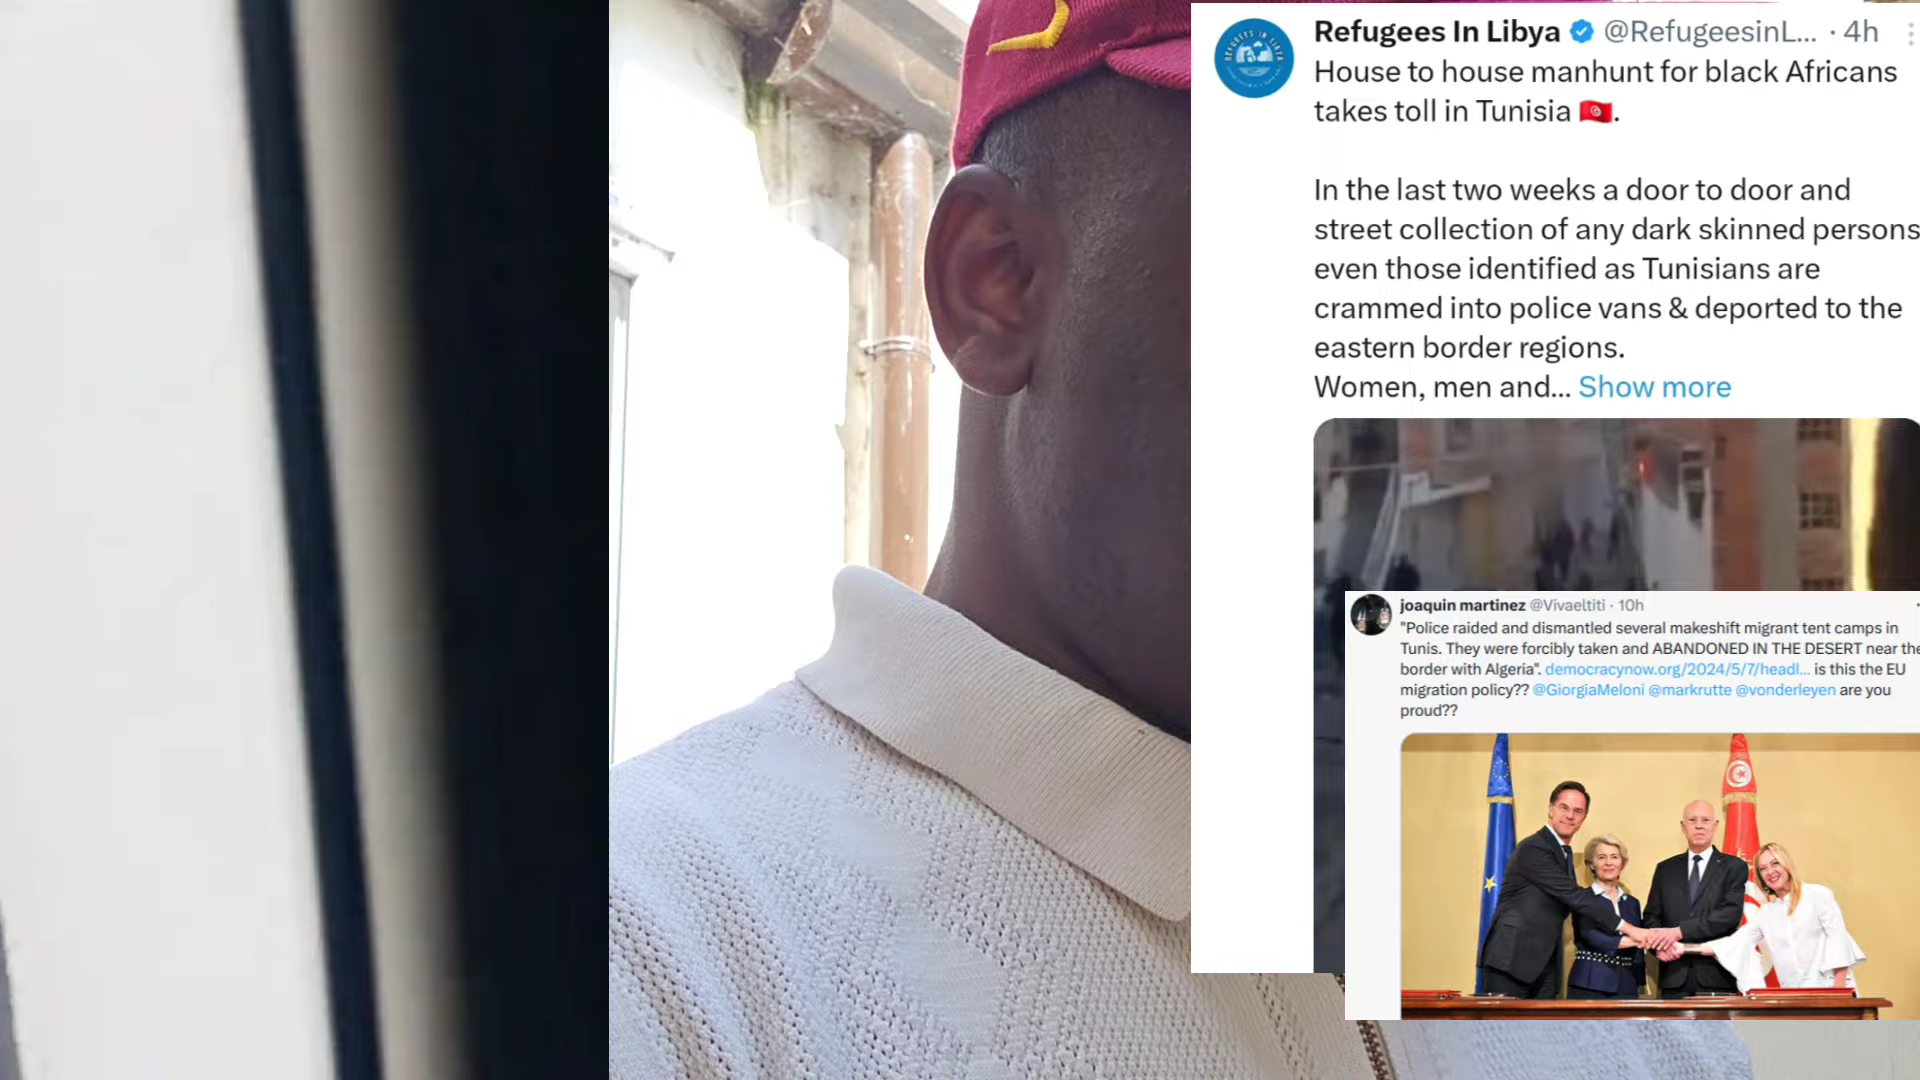 Refugees In Libya @RefugeesinL... · 4h
House to house manhunt for black Africans
takes toll in Tunisia 🇹🇳.
In the last two weeks a door to door and
street collection of any dark skinned persons
even those identified as Tunisians are
crammed into police vans & deported to the
eastern border regions.
Women, men and... Show more
joaquin martinez @Vivaeltiti · 10h
"Police raided and dismantled several makeshift migrant tent camps in
Tunis. They were forcibly taken and ABANDONED IN THE DESERT near the
border with Algeria". democracynow.org/2024/5/7/headl... is this the EU
migration policy?? @GiorgiaMeloni @markrutte @vonderleyen are you
proud??